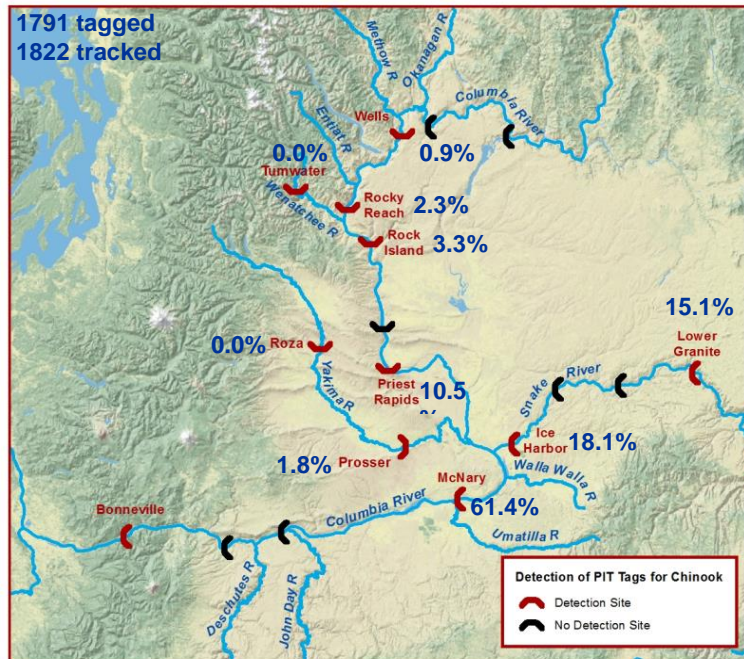 1791 tagged
1822 tracked
Methow R
Okanagan R
Columbia River
Entiat R
Wells
0.0%
0.9%
Tumwater
Wenatchee R
Rocky
Reach
2.3%
Rock
Island
3.3%
15.1%
Lower
Granite
0.0%
Roza
Yakima R
Priest
Rapids
10.5
%
Snake River
Ice
Harbor
18.1%
1.8%
Prosser
Walla Walla R
McNary
61.4%
Bonneville
Columbia River
Umatilla R
Deschutes R
John Day R
Detection of PIT Tags for Chinook
Detection Site
No Detection Site